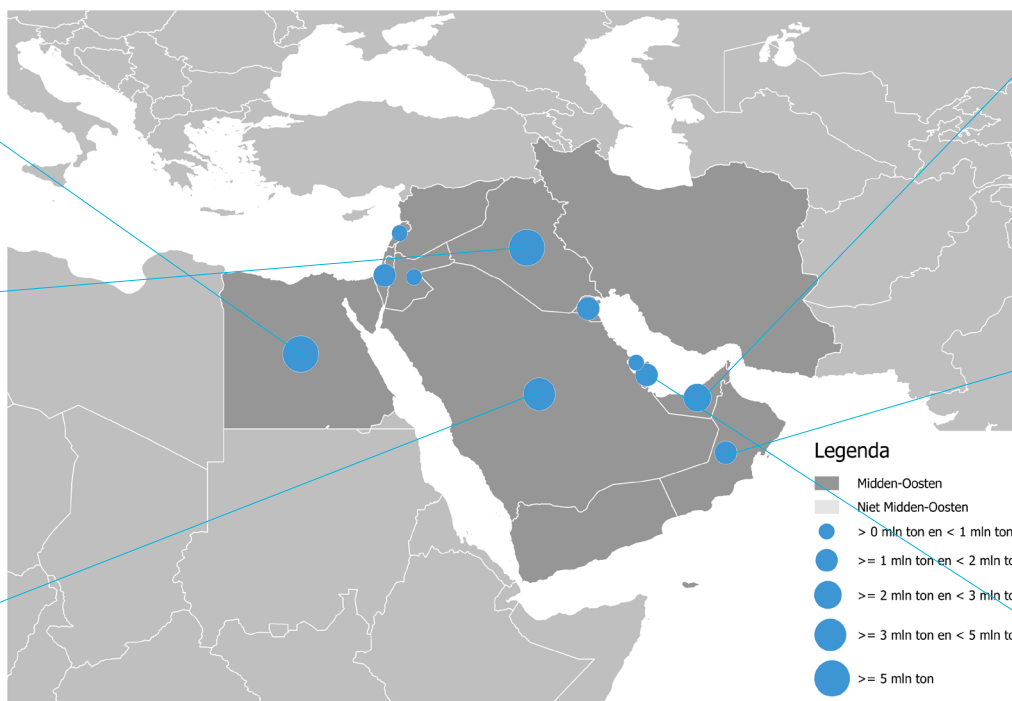 Legenda
Midden-Oosten
Niet Midden-Oosten
> 0 mln ton en < 1 mln ton
>= 1 mln ton en < 2 mln to
>= 2 mln ton en < 3 mln to
>= 3 mln ton en < 5 mln to
>= 5 mln ton